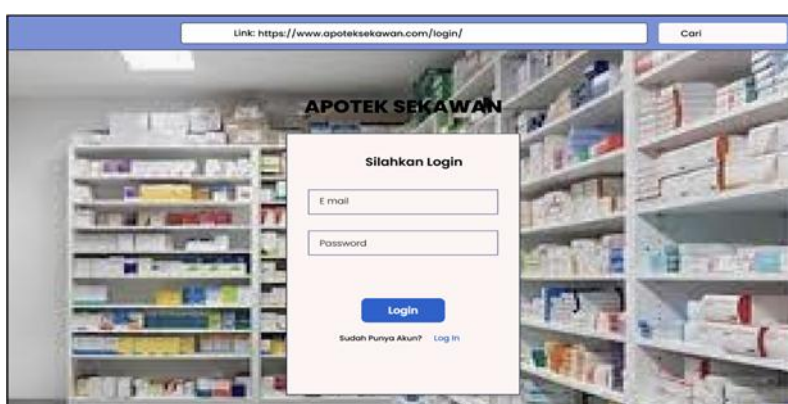 Link: https://www.apoteksekawan.com/login/
Cari
APOTEK SEKAWAN
Silahkan Login
E mail
Password
Login
Sudah Punya Akun? Log In